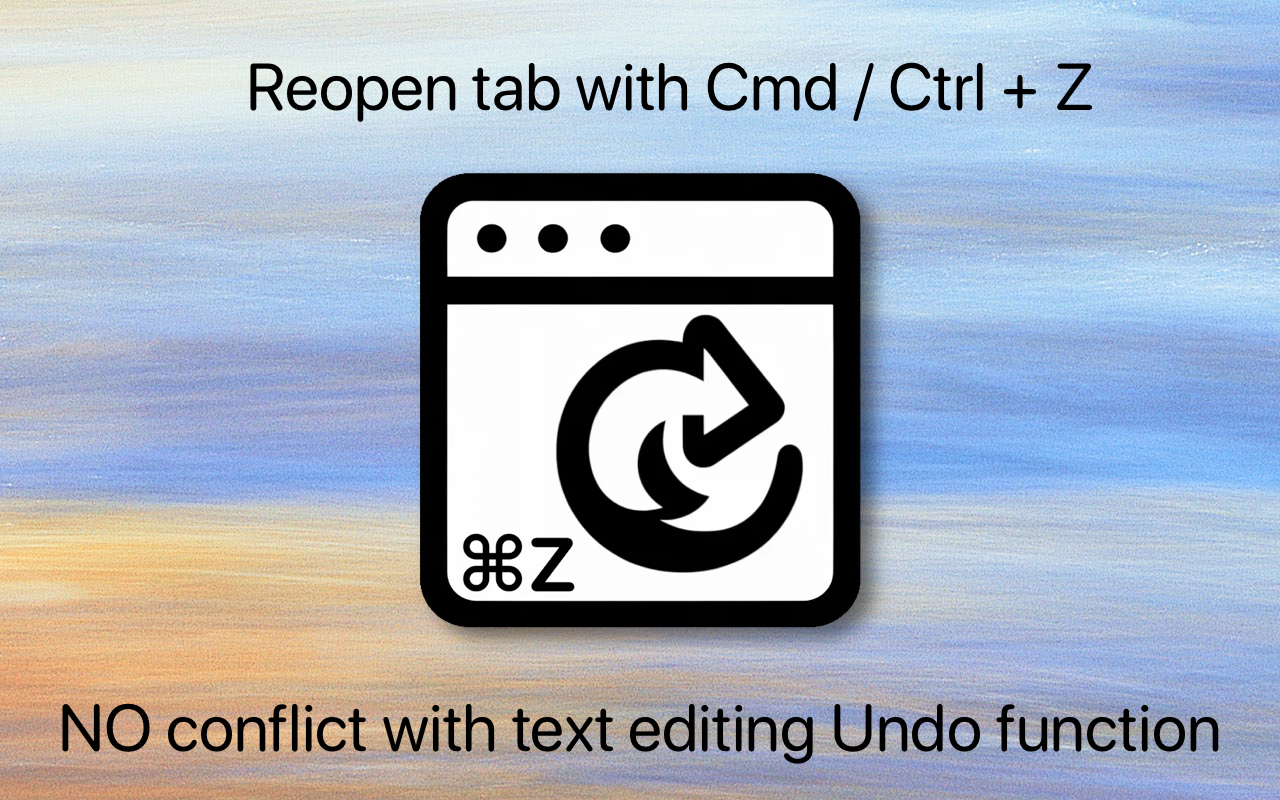 Reopen tab with Cmd / Ctrl + Z
⌘Z
NO conflict with text editing Undo function